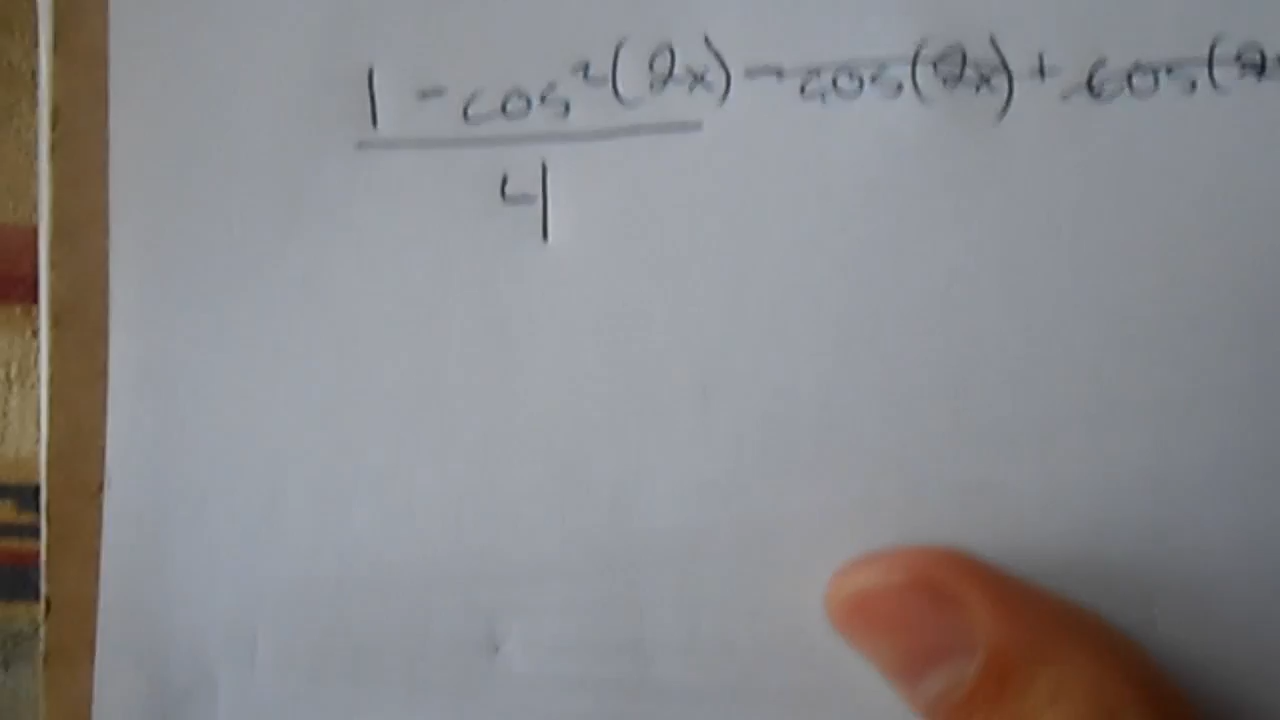 1 - cos²(2x) - cos(2x) + cos(2
4